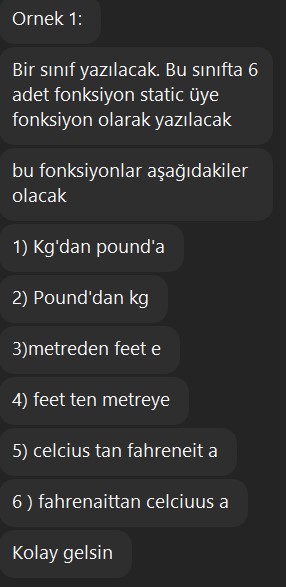 Ornek 1:
Bir sınıf yazılacak. Bu sınıfta 6
adet fonksiyon static üye
fonksiyon olarak yazılacak
bu fonksiyonlar aşağıdakiler
olacak
1) Kg'dan pound'a
2) Pound'dan kg
3)metreden feet e
4) feet ten metreye
5) celcius tan fahreneit a
6 ) fahrenaittan celciuus a
Kolay gelsin